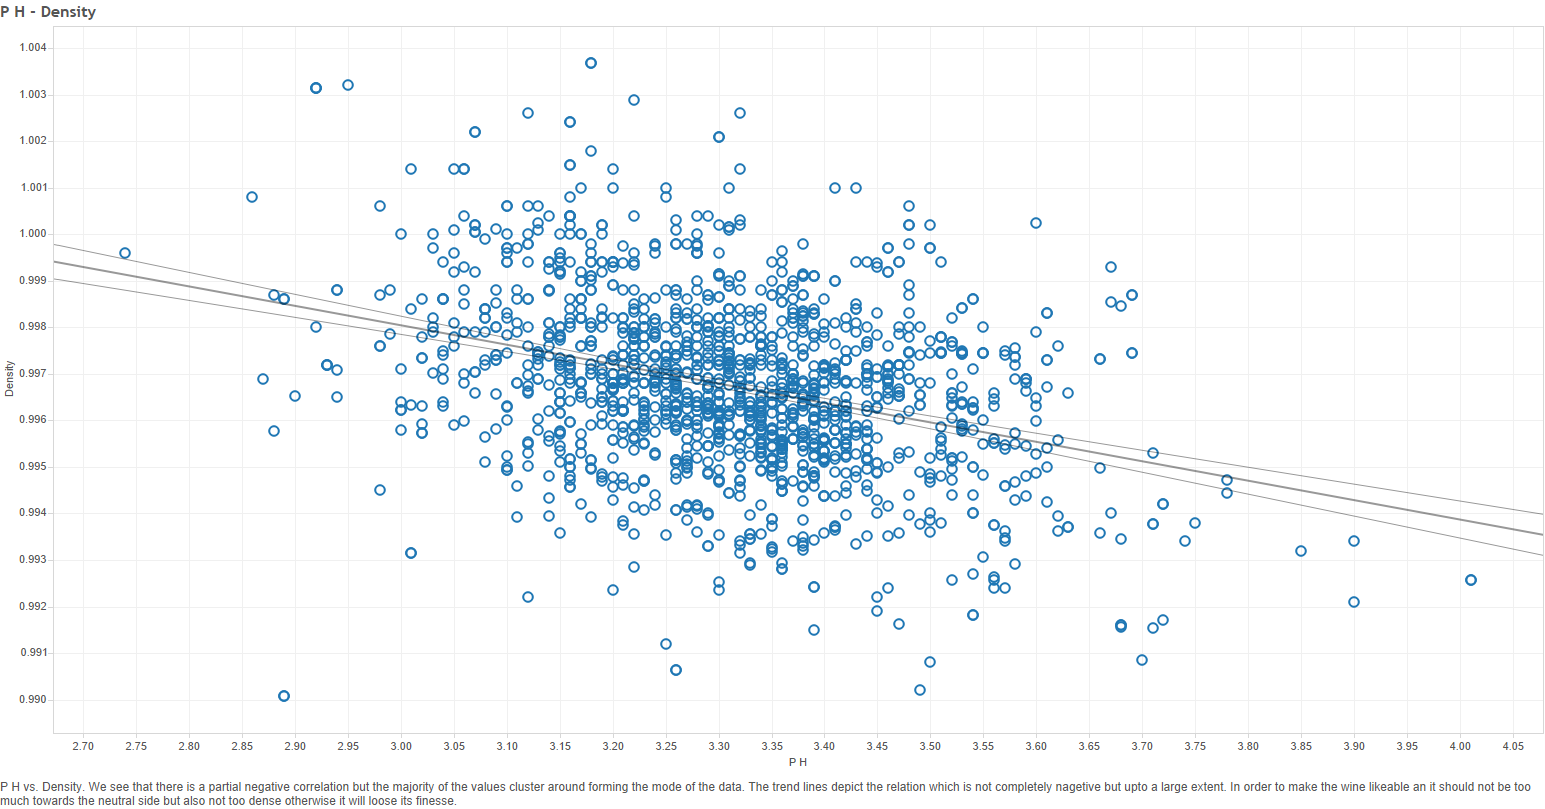 P H - Density
1.004
1.003
1.002
1.001
1.000
0.999
0.998
0.997
0.996
0.995
0.994
0.993
0.992
0.991
0.990
Density
2.70 2.75 2.80 2.85 2.90 2.95 3.00 3.05 3.10 3.15 3.20 3.25 3.30 3.35 3.40 3.45 3.50 3.55 3.60 3.65 3.70 3.75 3.80 3.85 3.90 3.95 4.00 4.05
P H
P H vs. Density. We see that there is a partial negative correlation but the majority of the values cluster around forming the mode of the data. The trend lines depict the relation which is not completely nagetive but upto a large extent. In order to make the wine likeable an it should not be too
much towards the neutral side but also not too dense otherwise it will loose its finesse.